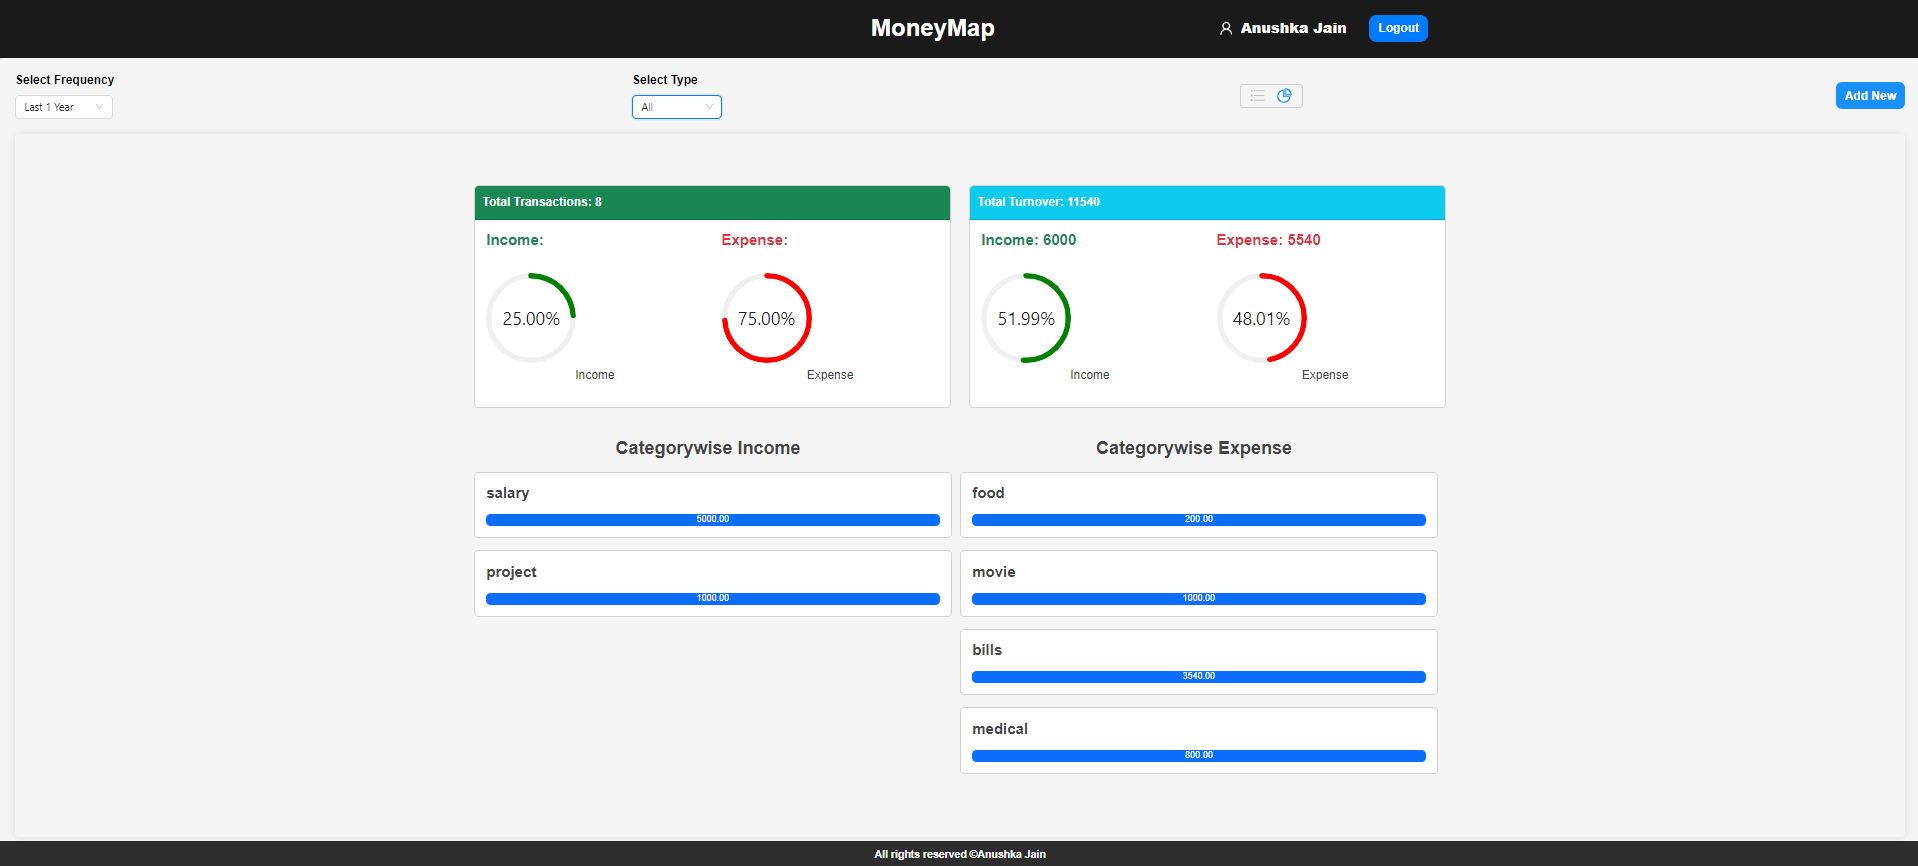 MoneyMap
Anushka Jain
Logout
Select Frequency
Last 1 Year
Select Type
All
Add New
Total Transactions: 8
Income:
Expense:
25.00%
75.00%
Income
Expense
Total Turnover: 11540
Income: 6000
Expense: 5540
51.99%
48.01%
Income
Expense
Categorywise Income
salary
5000.00
project
1000.00
Categorywise Expense
food
200.00
movie
1000.00
bills
3540.00
medical
800.00
All rights reserved ©Anushka Jain